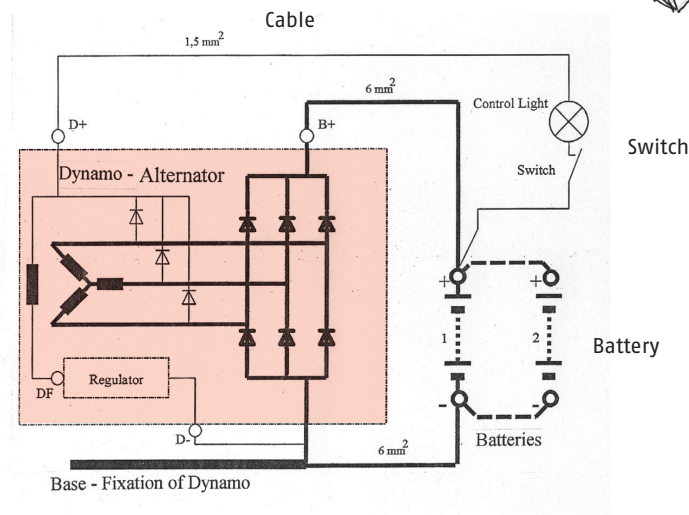 Cable
1,5 mm2
6 mm2
D+
B+
Control Light
Switch
Switch
Dynamo - Alternator
+
+
1
2
Battery
Regulator
DF
-
-
D-
Batteries
6 mm2
Base - Fixation of Dynamo